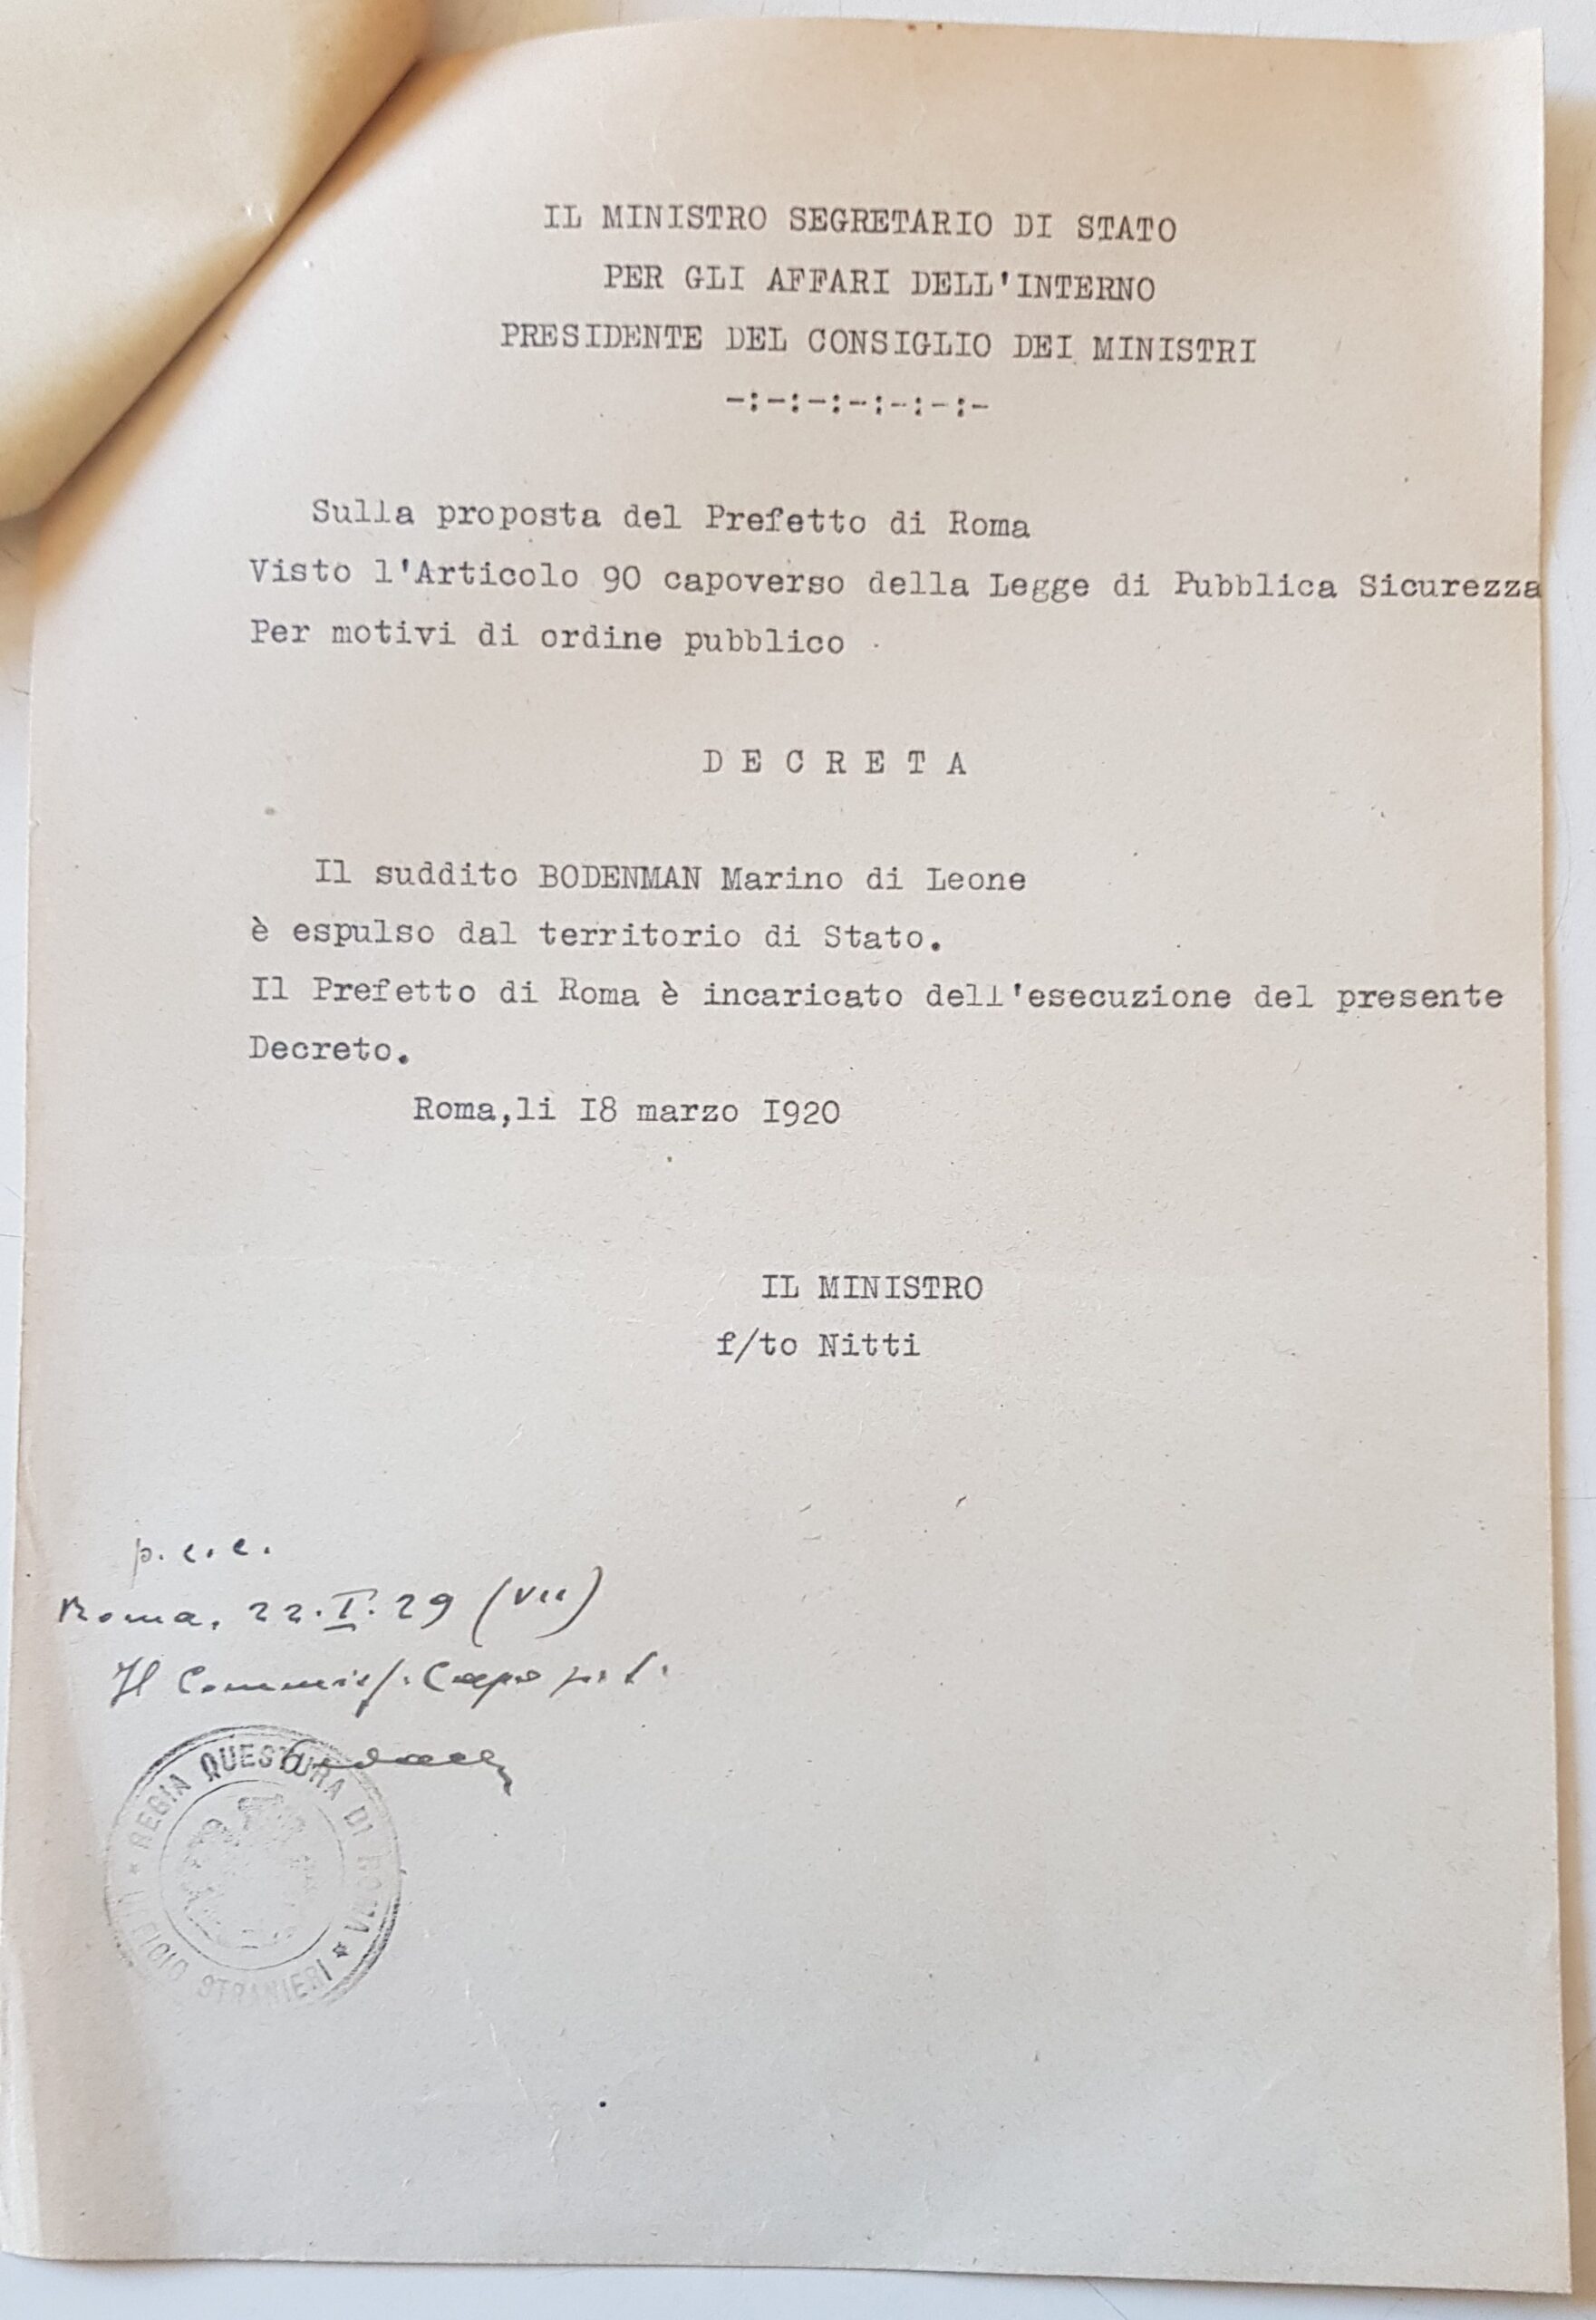 IL MINISTRO SEGRETARIO DI STATO
PER GLI AFFARI DELL'INTERNO
PRESIDENTE DEL CONSIGLIO DEI MINISTRI
-:-:-:-:-:-:-
Sulla proposta del Prefetto di Roma
Visto l'Articolo 90 capoverso della Legge di Pubblica Sicurezza
Per motivi di ordine pubblico
D E C R E T A
Il suddito BODENMAN Marino di Leone
è espulso dal territorio di Stato.
Il Prefetto di Roma è incaricato dell'esecuzione del presente
Decreto.
Roma,li I8 marzo I920
IL MINISTRO
f/to Nitti
p.c.c.
Roma, 22.I.29 (VII)
Il Commiss. Capo p. t.
REGIA QUESTURA DI ROMA
UFFICIO STRANIERI